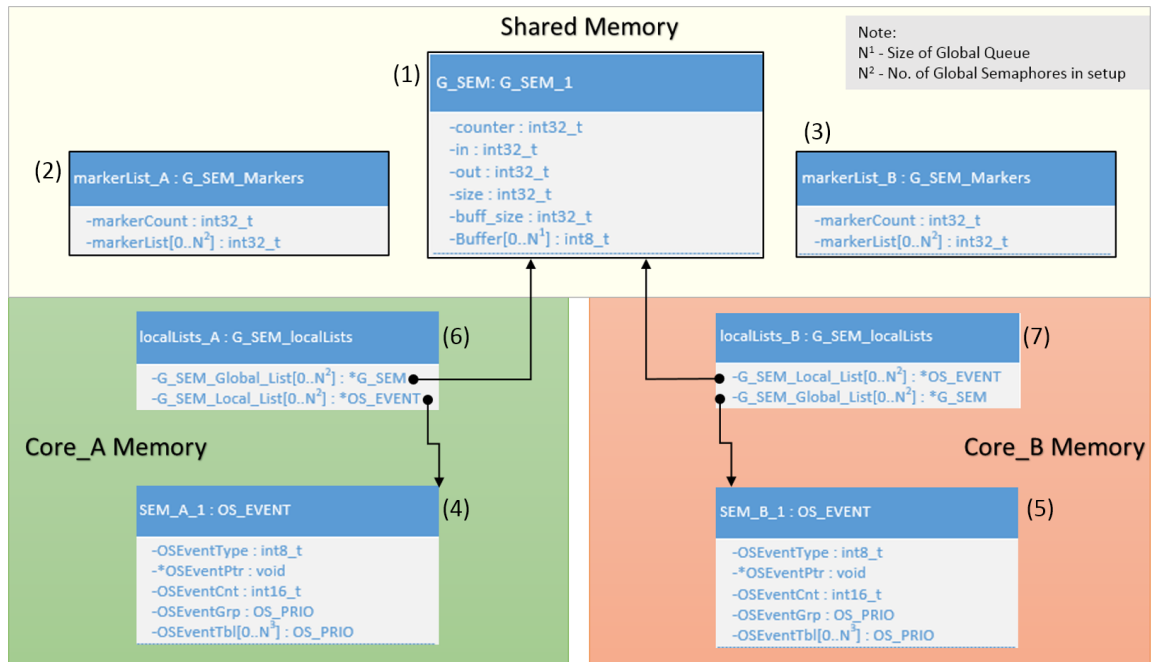 Shared Memory
Note:
N¹ - Size of Global Queue
N² - No. of Global Semaphores in setup
(1)
G_SEM: G_SEM_1
-counter : int32_t
-in : int32_t
-out : int32_t
-size : int32_t
-buff_size : int32_t
-Buffer[0..N¹] : int8_t
(2)
markerList_A : G_SEM_Markers
-markerCount : int32_t
-markerList[0..N²] : int32_t
(3)
markerList_B : G_SEM_Markers
-markerCount : int32_t
-markerList[0..N²] : int32_t
localLists_A : G_SEM_localLists
(6)
-G_SEM_Global_List[0..N²] : *G_SEM
-G_SEM_Local_List[0..N²] : *OS_EVENT
localLists_B : G_SEM_localLists
(7)
-G_SEM_Local_List[0..N²] : *OS_EVENT
-G_SEM_Global_List[0..N²] : *G_SEM
Core_A Memory
Core_B Memory
SEM_A_1 : OS_EVENT
(4)
-OSEventType : int8_t
-*OSEventPtr : void
-OSEventCnt : int16_t
-OSEventGrp : OS_PRIO
-OSEventTbl[0..N³] : OS_PRIO
SEM_B_1 : OS_EVENT
(5)
-OSEventType : int8_t
-*OSEventPtr : void
-OSEventCnt : int16_t
-OSEventGrp : OS_PRIO
-OSEventTbl[0..N³] : OS_PRIO